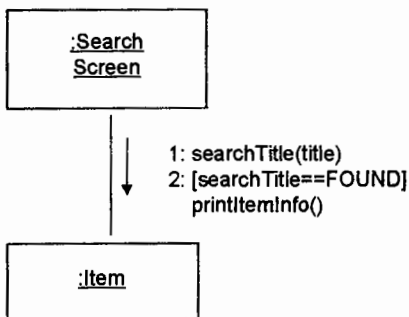 :Search
Screen
1: searchTitle(title)
2: [searchTitle==FOUND]
printItemInfo()
:Item